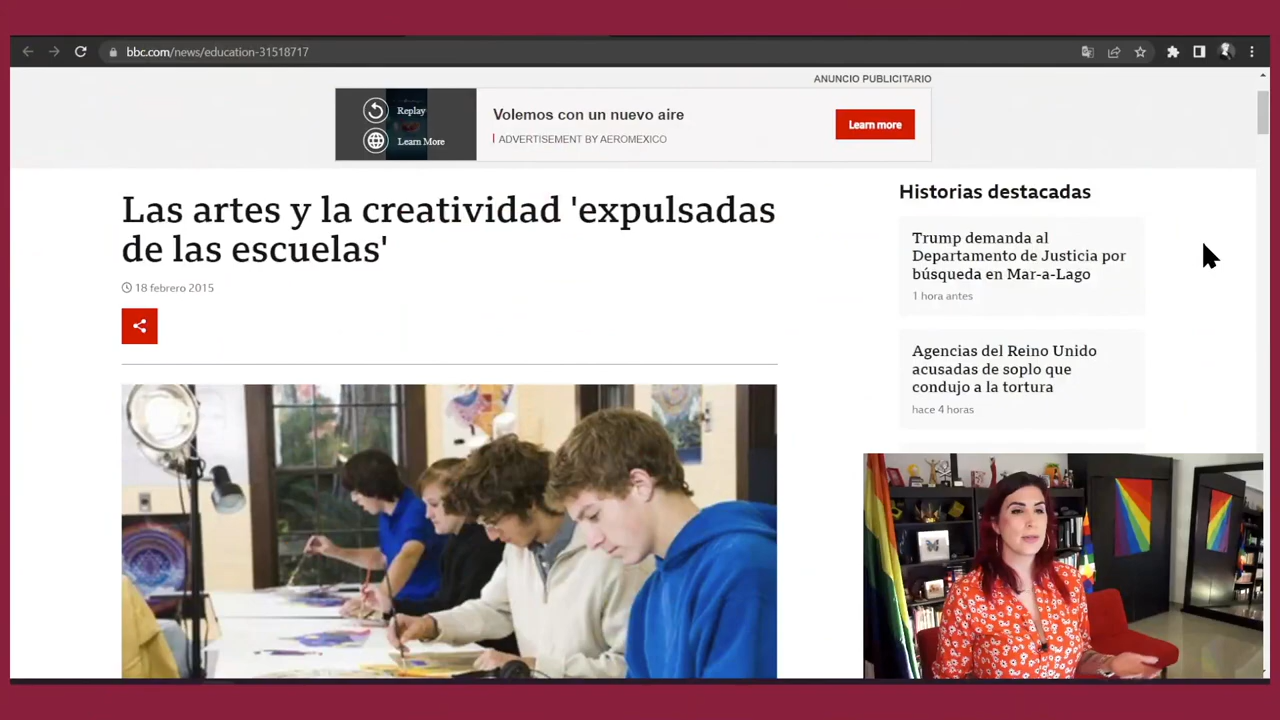 bbc.com/news/education-31518717
ANUNCIO PUBLICITARIO
Replay
Learn More
Volemos con un nuevo aire
ADVERTISEMENT BY AEROMEXICO
Learn more
Las artes y la creatividad 'expulsadas
de las escuelas'
18 febrero 2015
Historias destacadas
Trump demanda al
Departamento de Justicia por
búsqueda en Mar-a-Lago
1 hora antes
Agencias del Reino Unido
acusadas de soplo que
condujo a la tortura
hace 4 horas